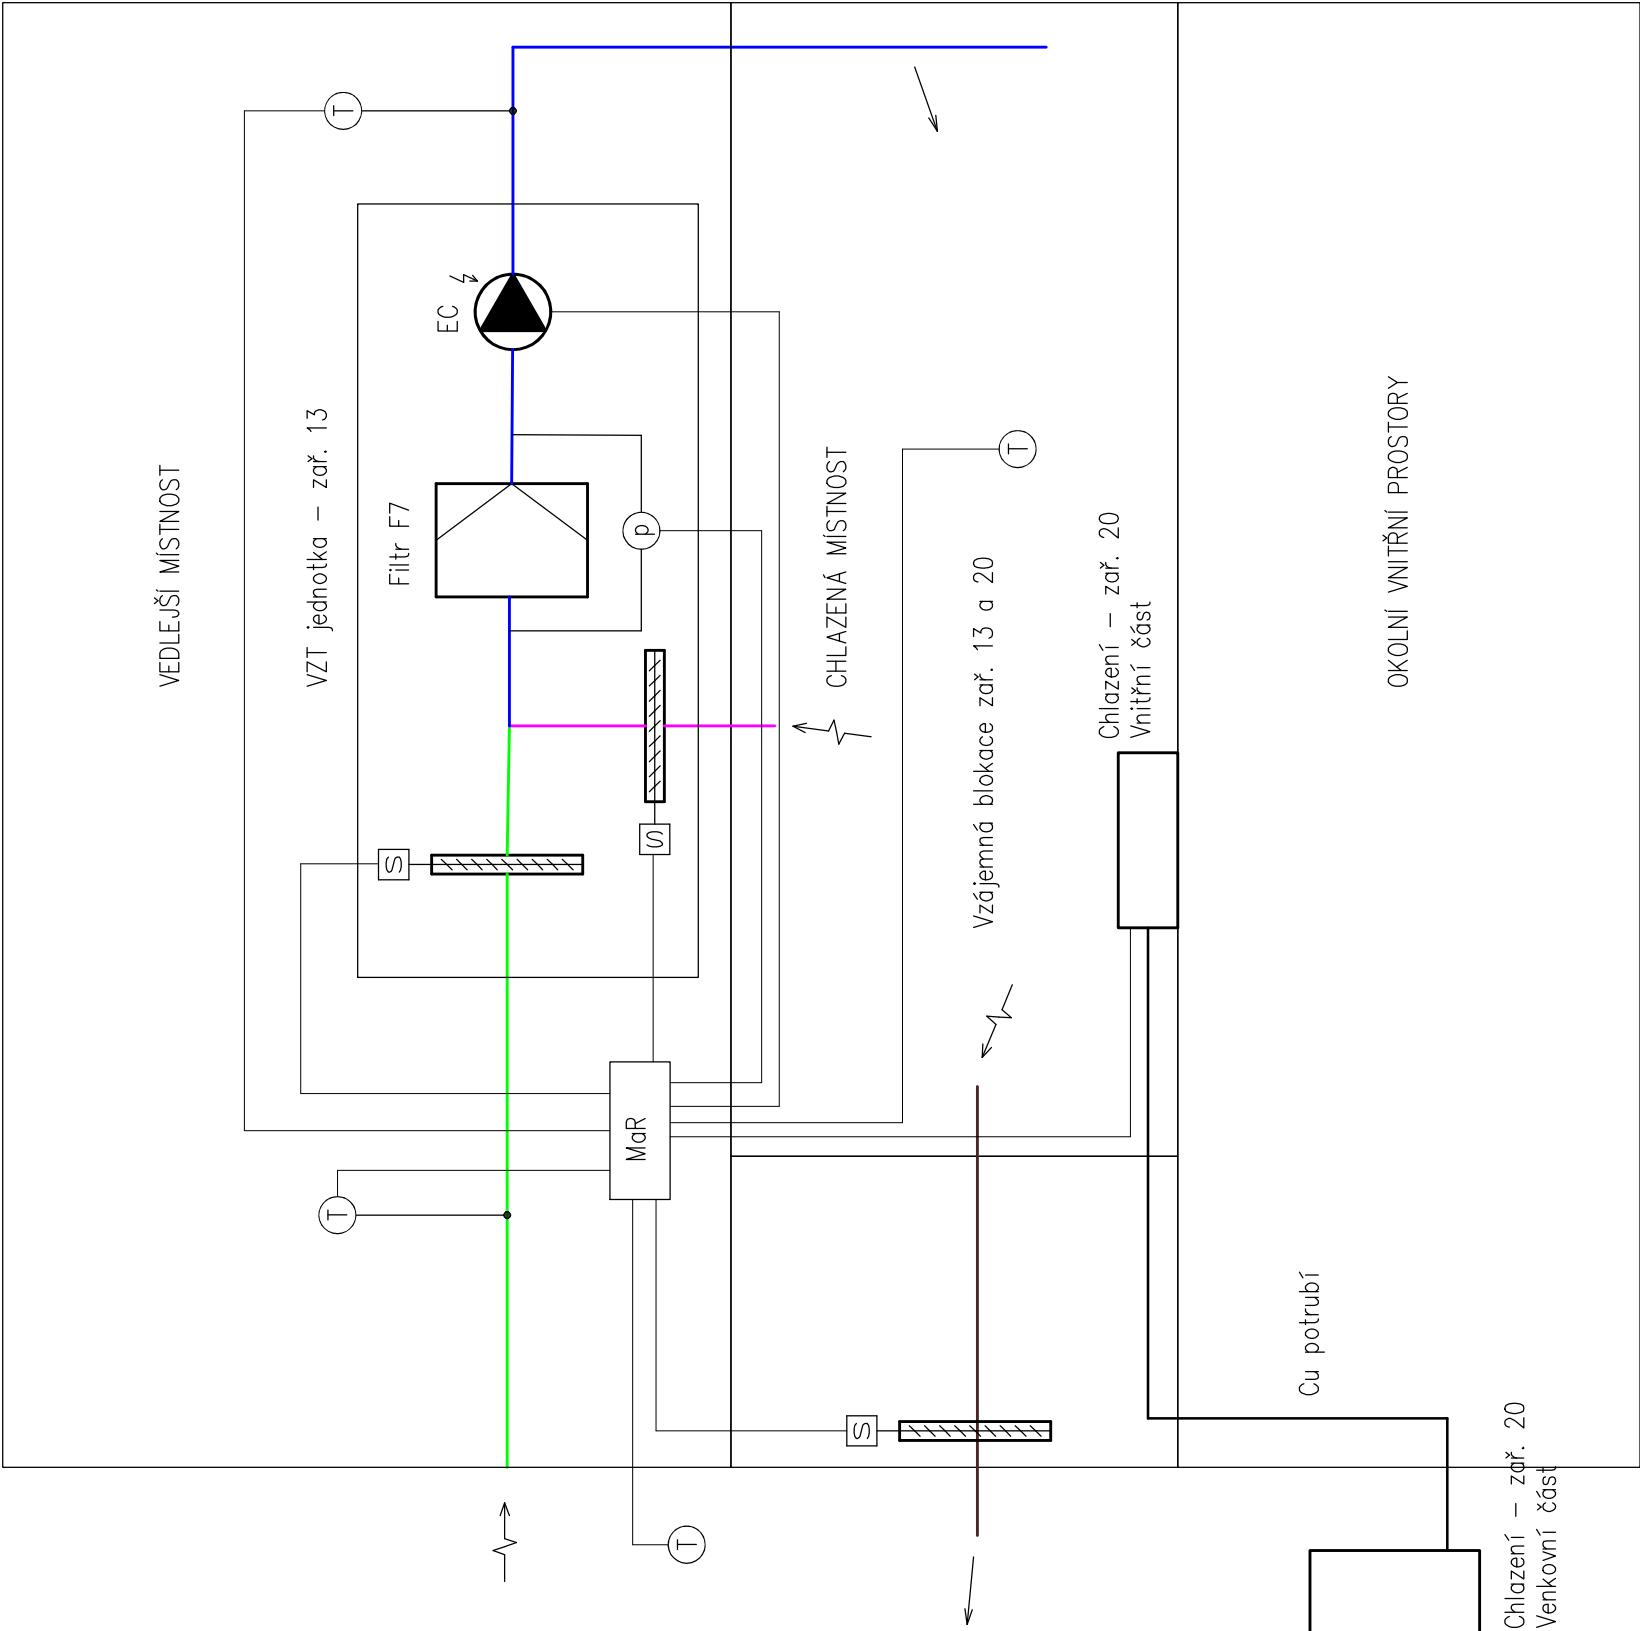 VEDLEJŠÍ MÍSTNOST
VZT jednotka – zař. 13
T
EC
Filtr F7
p
S
S
CHLAZENÁ MÍSTNOST
T
Vzájemná blokace zař. 13 a 20
Chlazení – zař. 20
Vnitřní část
OKOLNÍ VNITŘNÍ PROSTORY
MaR
T
T
S
Cu potrubí
Chlazení – zař. 20
Venkovní část